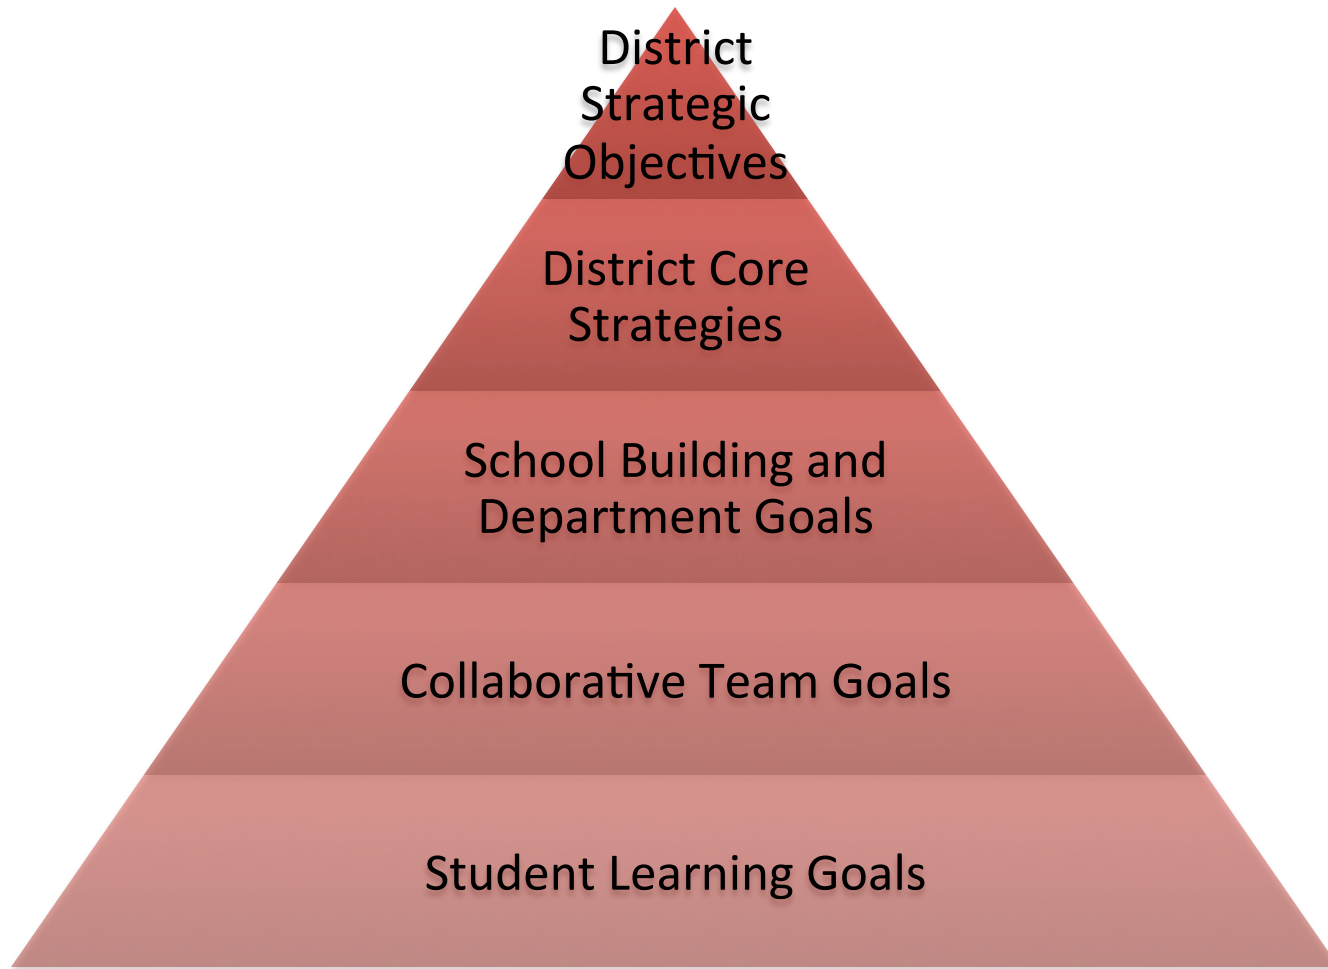 District
Strategic
Objectives
District Core
Strategies
School Building and
Department Goals
Collaborative Team Goals
Student Learning Goals